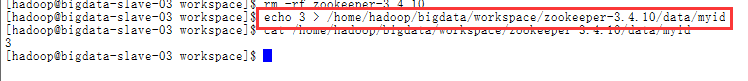 [hadoop@bigdata-slave-03 workspace]$ rm -rf zookeeper-3.4.10
[hadoop@bigdata-slave-03 workspace]$ echo 3 > /home/hadoop/bigdata/workspace/zookeeper-3.4.10/data/myid
[hadoop@bigdata-slave-03 workspace]$ cat /home/hadoop/bigdata/workspace/zookeeper-3.4.10/data/myid
3
[hadoop@bigdata-slave-03 workspace]$